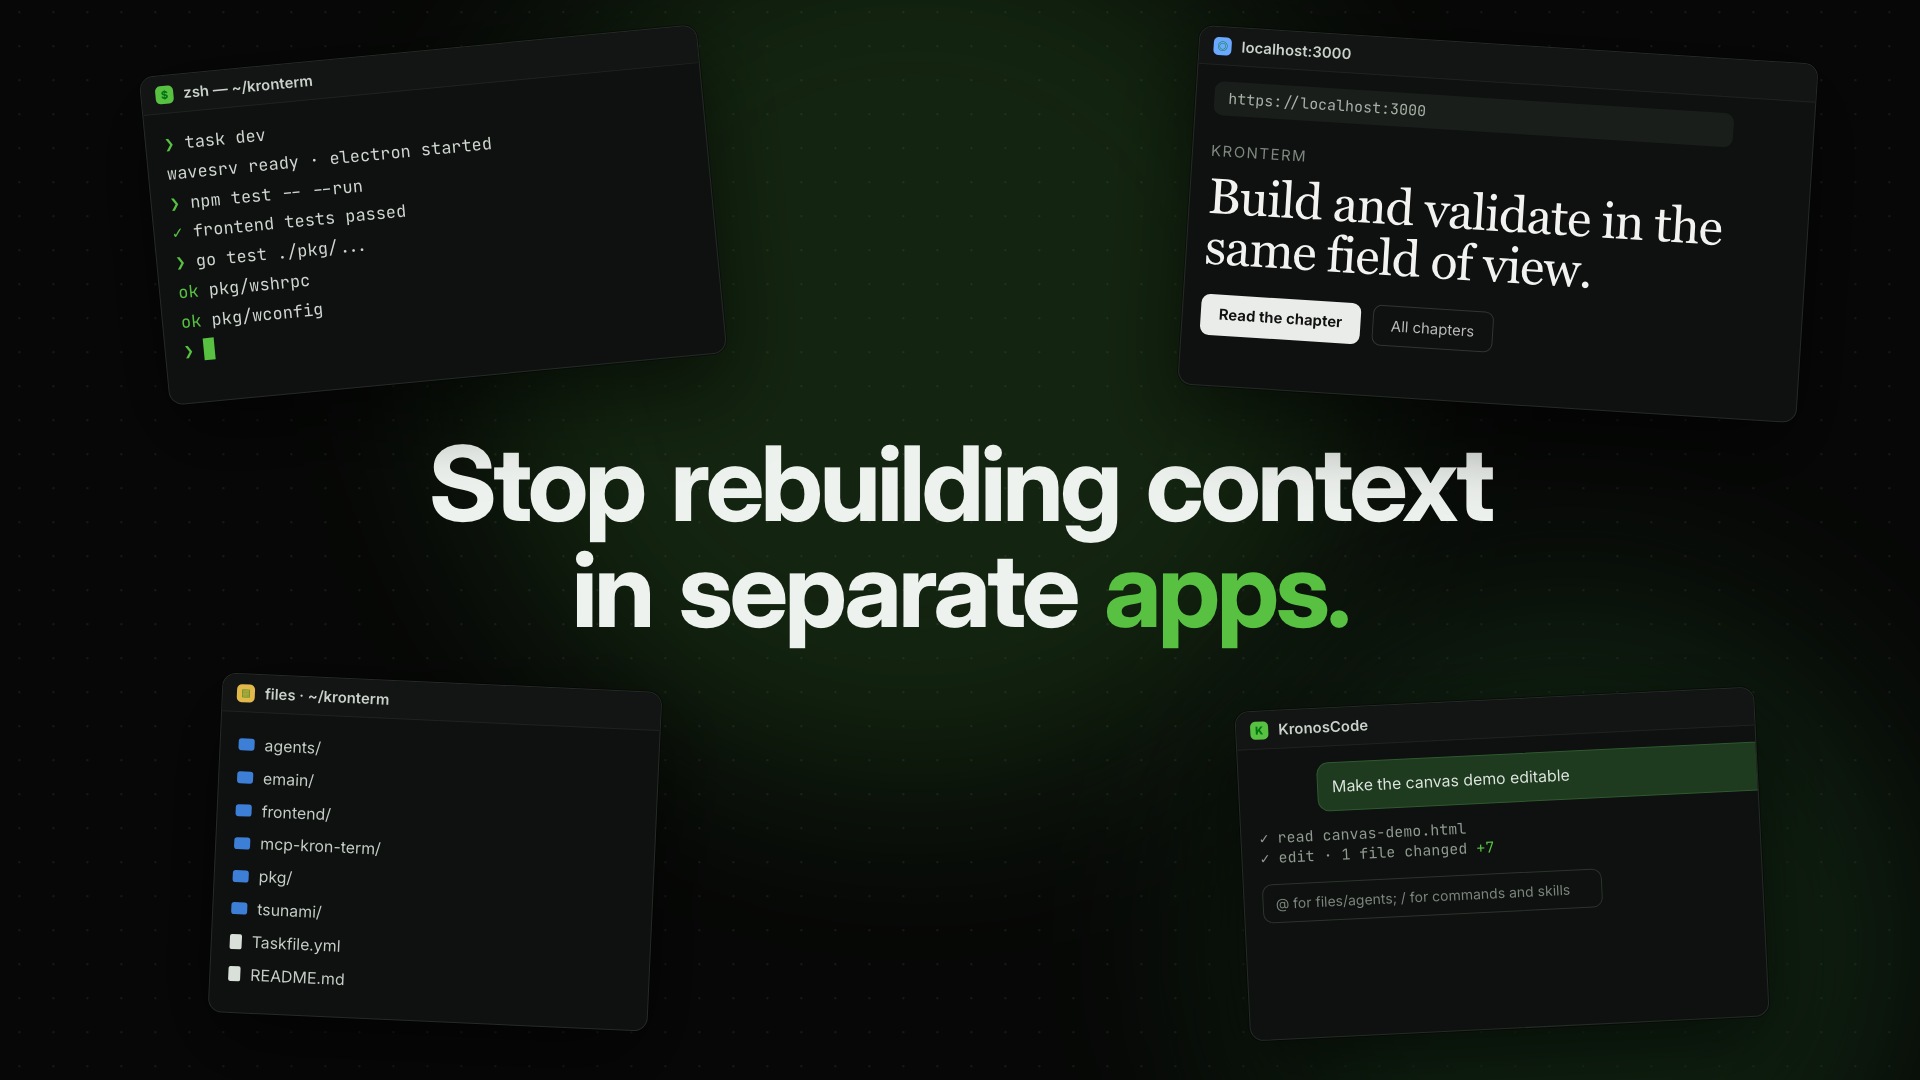 $ zsh — ~/kronterm
❯ task dev
wavesrv ready · electron started
❯ npm test -- --run
✓ frontend tests passed
❯ go test ./pkg/...
ok pkg/wshrpc
ok pkg/wconfig
❯
localhost:3000
https://localhost:3000
KRONTERM
Build and validate in the
same field of view.
Read the chapter
All chapters
Stop rebuilding context
in separate apps.
files · ~/kronterm
agents/
emain/
frontend/
mcp-kron-term/
pkg/
tsunami/
Taskfile.yml
README.md
K KronosCode
Make the canvas demo editable
✓ read canvas-demo.html
✓ edit · 1 file changed +7
@ for files/agents; / for commands and skills